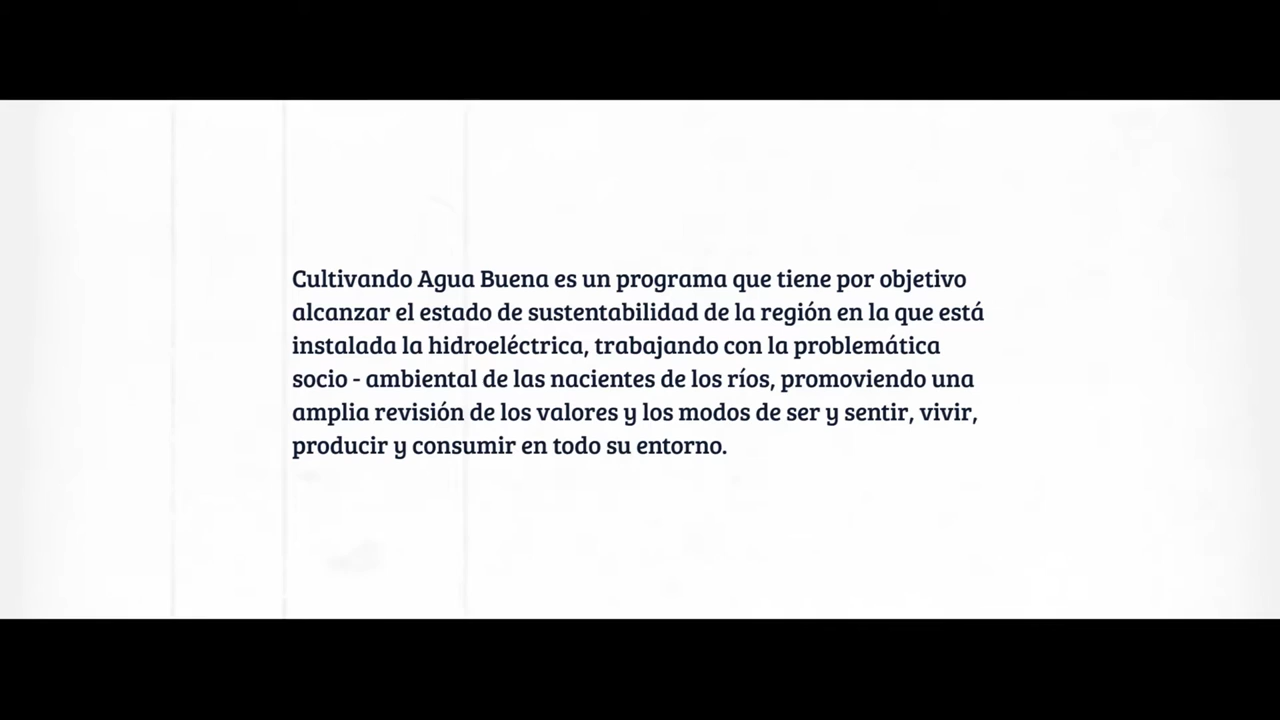 Cultivando Agua Buena es un programa que tiene por objetivo
alcanzar el estado de sustentabilidad de la región en la que está
instalada la hidroeléctrica, trabajando con la problemática
socio - ambiental de las nacientes de los ríos, promoviendo una
amplia revisión de los valores y los modos de ser y sentir, vivir,
producir y consumir en todo su entorno.